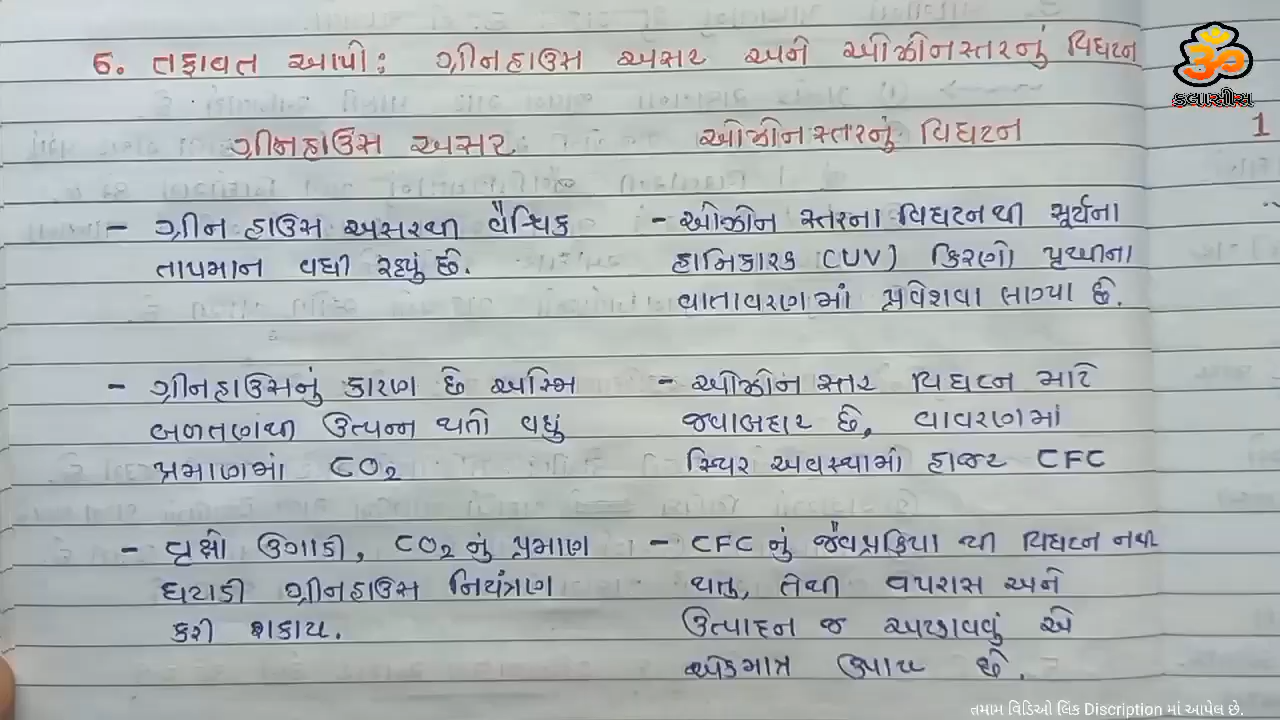 6. તફાવત આપો: ગ્રીનહાઉસ અસર અને ઓઝોનસ્તરનું વિઘટન
ૐ
કલાસીસ
1
ગ્રીનહાઉસ અસર
- ગ્રીન હાઉસ અસરથી વૈશ્વિક
તાપમાન વધી રહ્યું છે.
- ગ્રીનહાઉસનું કારણ છે અશ્મિ
બળતણથી ઉત્પન્ન થતો વધું
પ્રમાણમાં CO₂
- વૃક્ષો ઉગાડી, CO₂ નું પ્રમાણ
ઘટાડી ગ્રીનહાઉસ નિયંત્રણ
કરી શકાય.
ઓઝોનસ્તરનું વિઘટન
- ઓઝોન સ્તરના વિઘટનથી સૂર્યના
હાનિકારક (UV) કિરણો પૃથ્વીના
વાતાવરણમાં પ્રવેશવા લાગ્યા છે.
- ઓઝોન સ્તર વિઘટન માટે
જવાબદાર છે, વાવરણમાં
સ્થિર અવસ્થામાં હાજર CFC
- CFC નું જૈવપ્રક્રિયા થી વિઘટન નથી
થતુ, તેથી વપરાસ અને
ઉત્પાદન જ અટકાવવું એ
એકમાત્ર ઉપાય છે.
તમામ વિડિઓ લિંક Discription માં આપેલ છે.